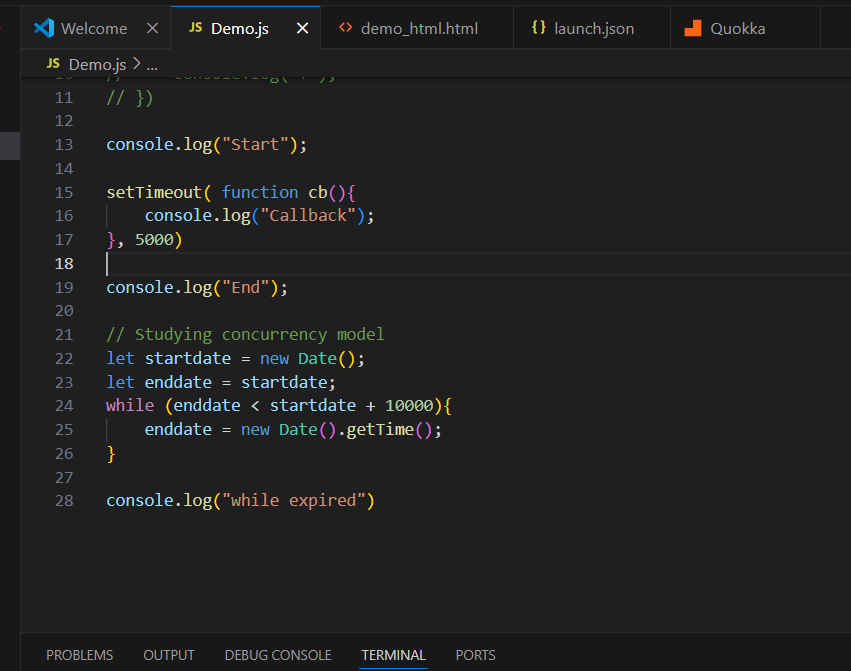 Welcome
JS Demo.js
<> demo_html.html
{} launch.json
Quokka
JS Demo.js > ...
11 // })
12
13 console.log("Start");
14
15 setTimeout( function cb(){
16 console.log("Callback");
17 }, 5000)
18
19 console.log("End");
20
21 // Studying concurrency model
22 let startdate = new Date();
23 let enddate = startdate;
24 while (enddate < startdate + 10000){
25 enddate = new Date().getTime();
26 }
27
28 console.log("while expired")
PROBLEMS OUTPUT DEBUG CONSOLE TERMINAL PORTS